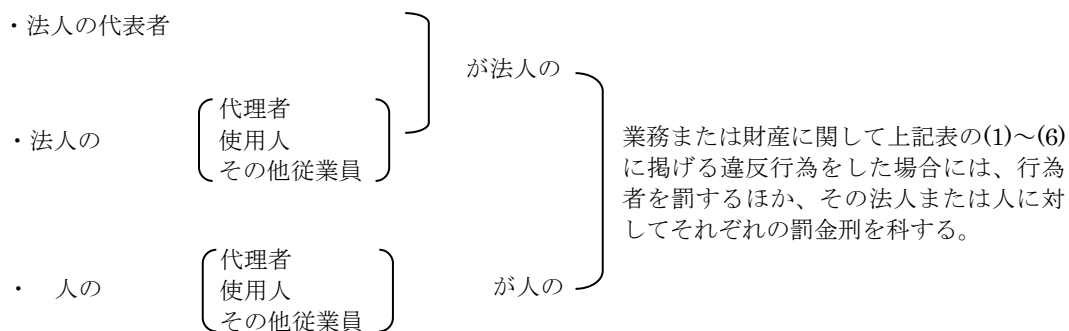 ・法人の代表者
が法人の
・法人の
代理者
使用人
その他従業員
業務または財産に関して上記表の(1)～(6)
に掲げる違反行為をした場合には、行為
者を罰するほか、その法人または人に対
してそれぞれの罰金刑を科する。
・　人の
代理者
使用人
その他従業員
が人の